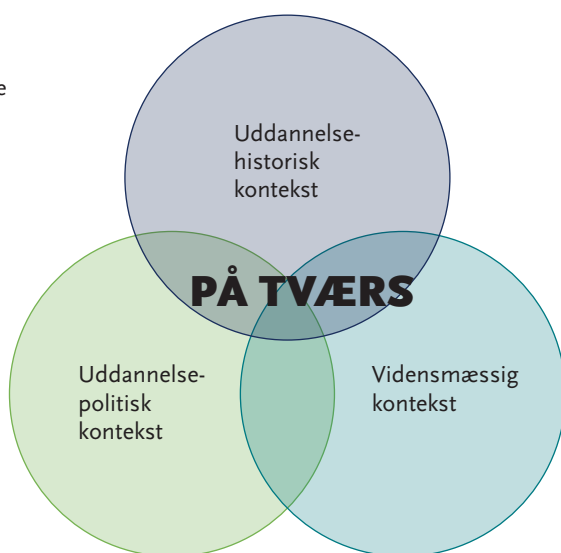 e
Uddannelse-
historisk
kontekst
PÅ TVÆRS
Uddannelse-
politisk
kontekst
Vidensmæssig
kontekst